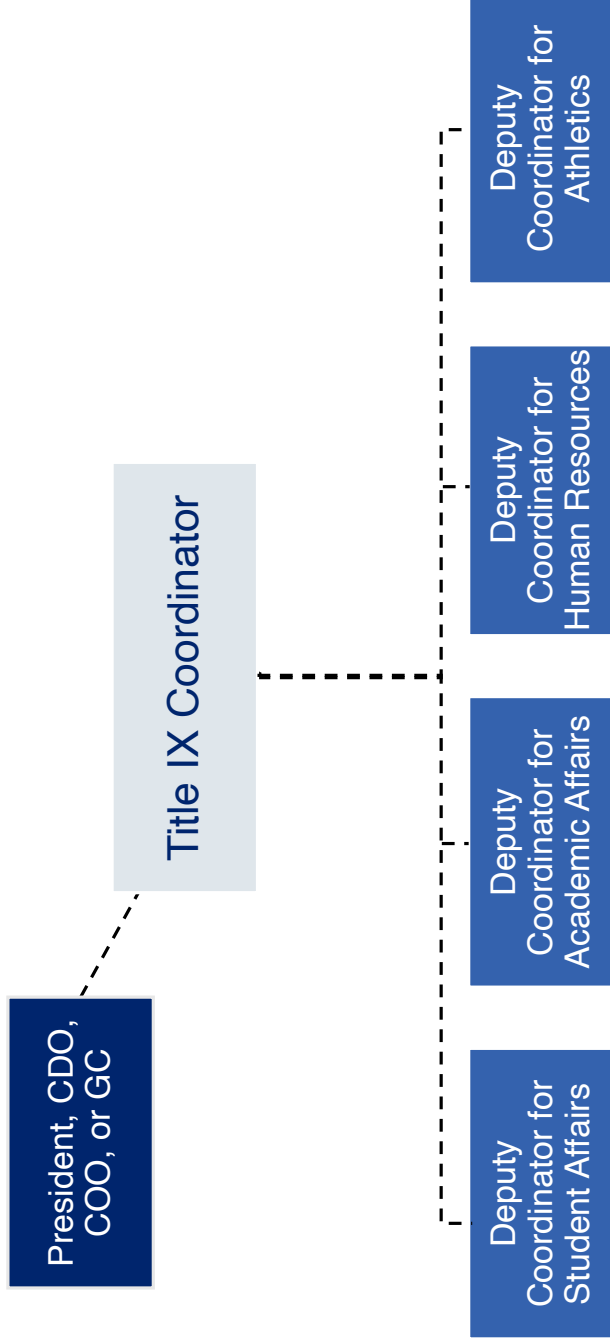 President, CDO,
COO, or GC
Title IX Coordinator
Deputy
Coordinator for
Student Affairs
Deputy
Coordinator for
Academic Affairs
Deputy
Coordinator for
Human Resources
Deputy
Coordinator for
Athletics